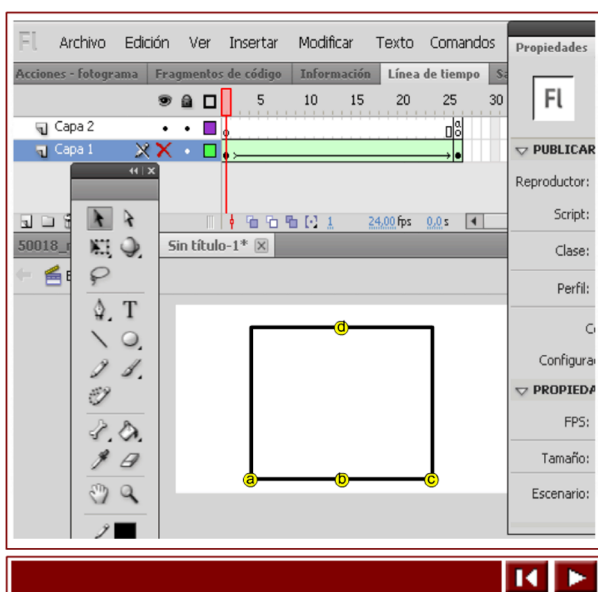 Fl Archivo Edición Ver Insertar Modificar Texto Comandos
Propiedades
Acciones - fotograma Fragmentos de código Información Línea de tiempo
5 10 15 20 25 30
Fl
Capa 2
a
Capa 1
PUBLICAR
Reproductor:
Script:
1 24,00 fps 0,0 s
50018_ Sin título-1*
Clase:
E
Perfil:
T
d
Configura
PROPIEDA
FPS:
Tamaño:
a b c
Escenario: